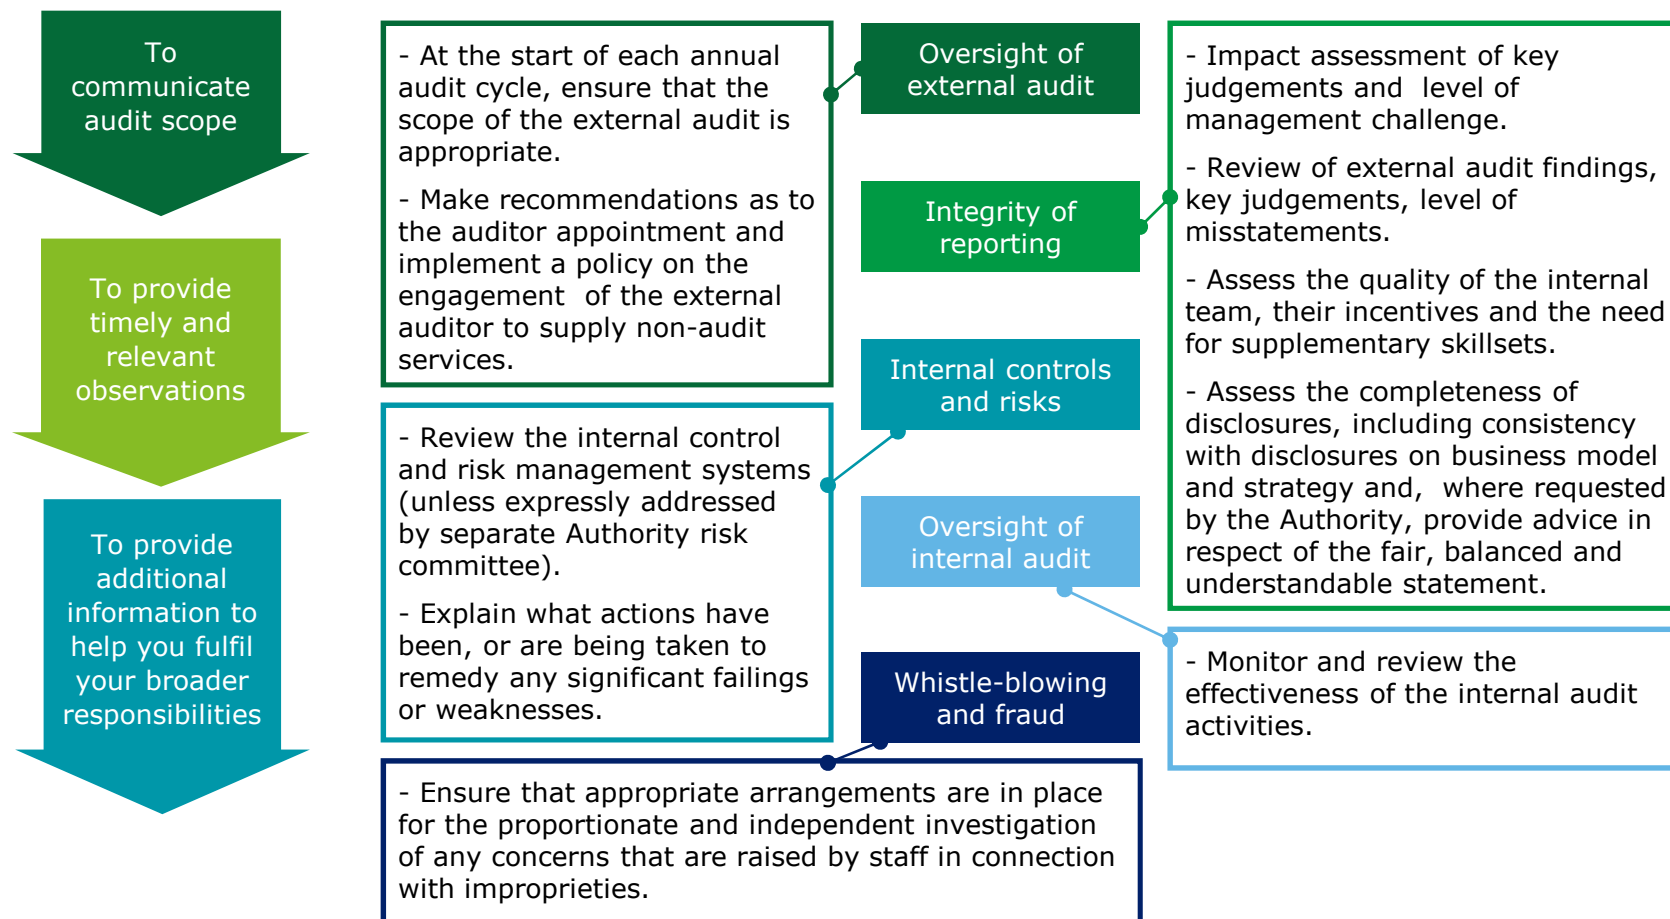 To
communicate
audit scope
To provide
timely and
relevant
observations
To provide
additional
information to
help you fulfil
your broader
responsibilities
- At the start of each annual
audit cycle, ensure that the
scope of the external audit is
appropriate.
- Make recommendations as to
the auditor appointment and
implement a policy on the
engagement  of the external
auditor to supply non-audit
services.
- Review the internal control
and risk management systems
(unless expressly addressed
by separate Authority risk
committee).
- Explain what actions have
been, or are being taken to
remedy any significant failings
or weaknesses.
Oversight of
external audit
Integrity of
reporting
Internal controls
and risks
Oversight of
internal audit
Whistle-blowing
and fraud
- Impact assessment of key
judgements and  level of
management challenge.
- Review of external audit findings,
key judgements, level of
misstatements.
- Assess the quality of the internal
team, their incentives and the need
for supplementary skillsets.
- Assess the completeness of
disclosures, including consistency
with disclosures on business model
and strategy and,  where requested
by the Authority, provide advice in
respect of the fair, balanced and
understandable statement.
- Monitor and review the
effectiveness of the internal audit
activities.
- Ensure that appropriate arrangements are in place
for the proportionate and independent investigation
of any concerns that are raised by staff in connection
with improprieties.